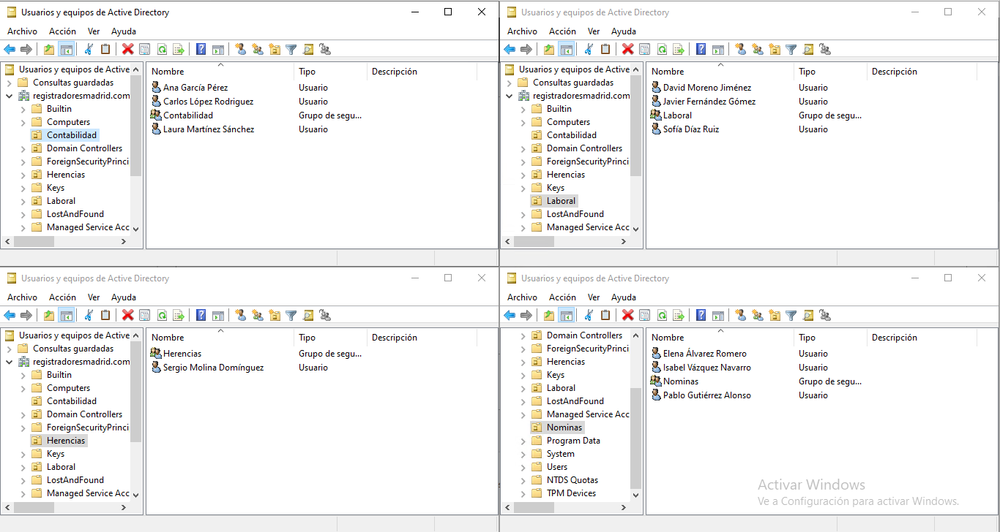 Usuarios y equipos de Active Directory
Archivo Acción Ver Ayuda
Usuarios y equipos de Active
Consultas guardadas
registradoresmadrid.com
Builtin
Computers
Contabilidad
Domain Controllers
ForeignSecurityPrinci
Herencias
Keys
Laboral
LostAndFound
Managed Service Acc
Nombre Tipo Descripción
Ana García Pérez Usuario
Carlos López Rodriguez Usuario
Contabilidad Grupo de segu...
Laura Martínez Sánchez Usuario
Usuarios y equipos de Active Directory
Archivo Acción Ver Ayuda
Usuarios y equipos de Active
Consultas guardadas
registradoresmadrid.com
Builtin
Computers
Contabilidad
Domain Controllers
ForeignSecurityPrinci
Herencias
Keys
Laboral
LostAndFound
Managed Service Acc
Nombre Tipo Descripción
David Moreno Jiménez Usuario
Javier Fernández Gómez Usuario
Laboral Grupo de segu...
Sofía Díaz Ruiz Usuario
Usuarios y equipos de Active Directory
Archivo Acción Ver Ayuda
Usuarios y equipos de Active
Consultas guardadas
registradoresmadrid.com
Builtin
Computers
Contabilidad
Domain Controllers
ForeignSecurityPrinci
Herencias
Keys
Laboral
LostAndFound
Managed Service Acc
Nombre Tipo Descripción
Herencias Grupo de segu...
Sergio Molina Domínguez Usuario
Usuarios y equipos de Active Directory
Archivo Acción Ver Ayuda
Domain Controllers
ForeignSecurityPrinci
Herencias
Keys
Laboral
LostAndFound
Managed Service Acc
Nominas
Program Data
System
Users
NTDS Quotas
TPM Devices
Nombre Tipo Descripción
Elena Álvarez Romero Usuario
Isabel Vázquez Navarro Usuario
Nominas Grupo de segu...
Pablo Gutiérrez Alonso Usuario
Activar Windows
Ve a Configuración para activar Windows.